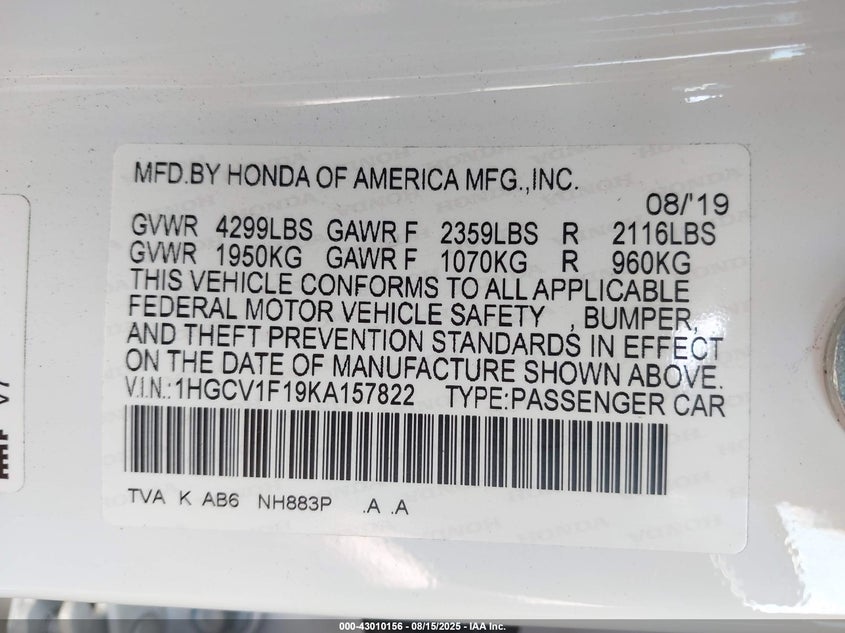 MFD.BY HONDA OF AMERICA MFG.,INC.
08/'19
GVWR 4299LBS GAWR F 2359LBS R 2116LBS
GVWR 1950KG GAWR F 1070KG R 960KG
THIS VEHICLE CONFORMS TO ALL APPLICABLE
FEDERAL MOTOR VEHICLE SAFETY , BUMPER,
AND THEFT PREVENTION STANDARDS IN EFFECT
ON THE DATE OF MANUFACTURE SHOWN ABOVE.
V.I.N.:1HGCV1F19KA157822 TYPE:PASSENGER CAR
TVA K AB6 NH883P .A .A
000-43010156 - 08/15/2025 - IAA Inc.